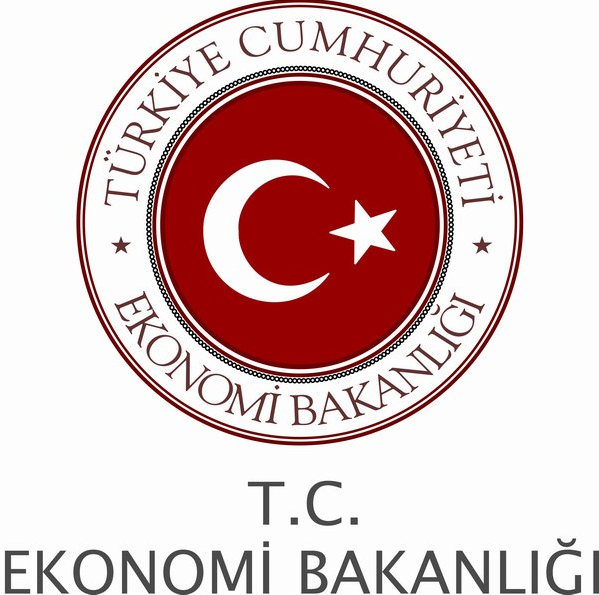 TÜRKİYE CUMHURİYETİ
EKONOMİ BAKANLIĞI
T.C.
EKONOMİ BAKANLIĞI